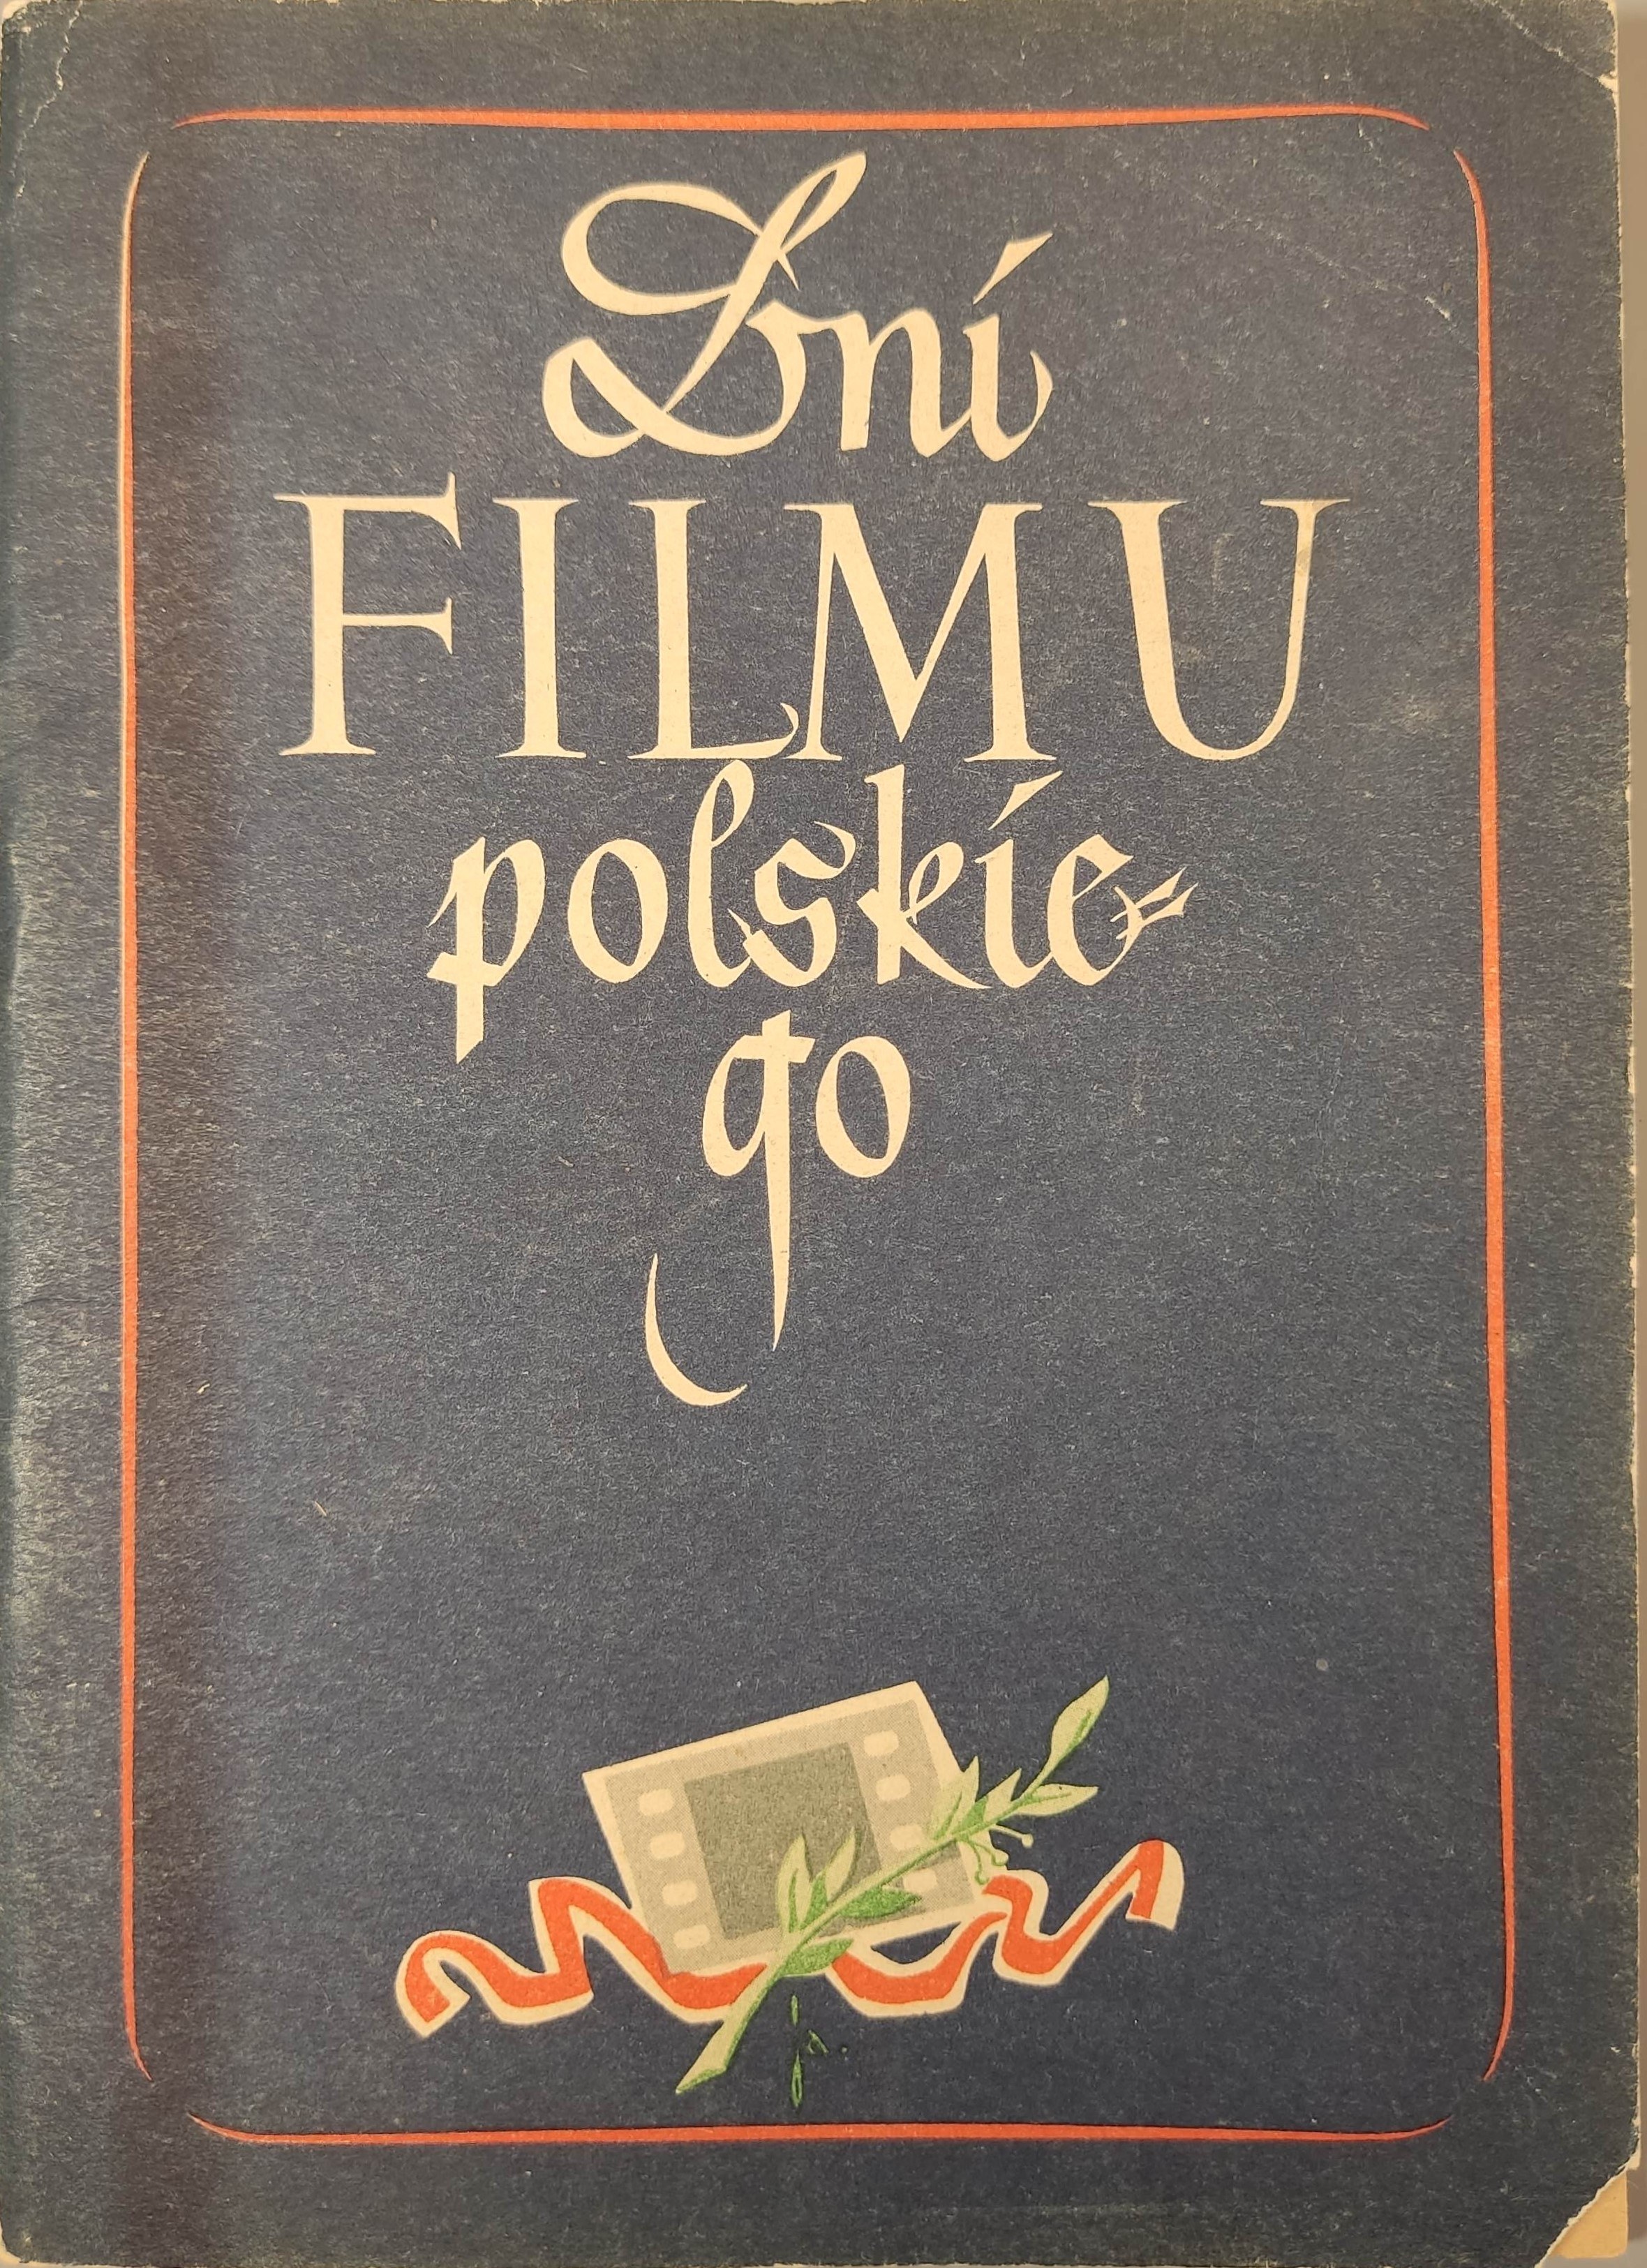 Dni
FILMU
polskie-
go